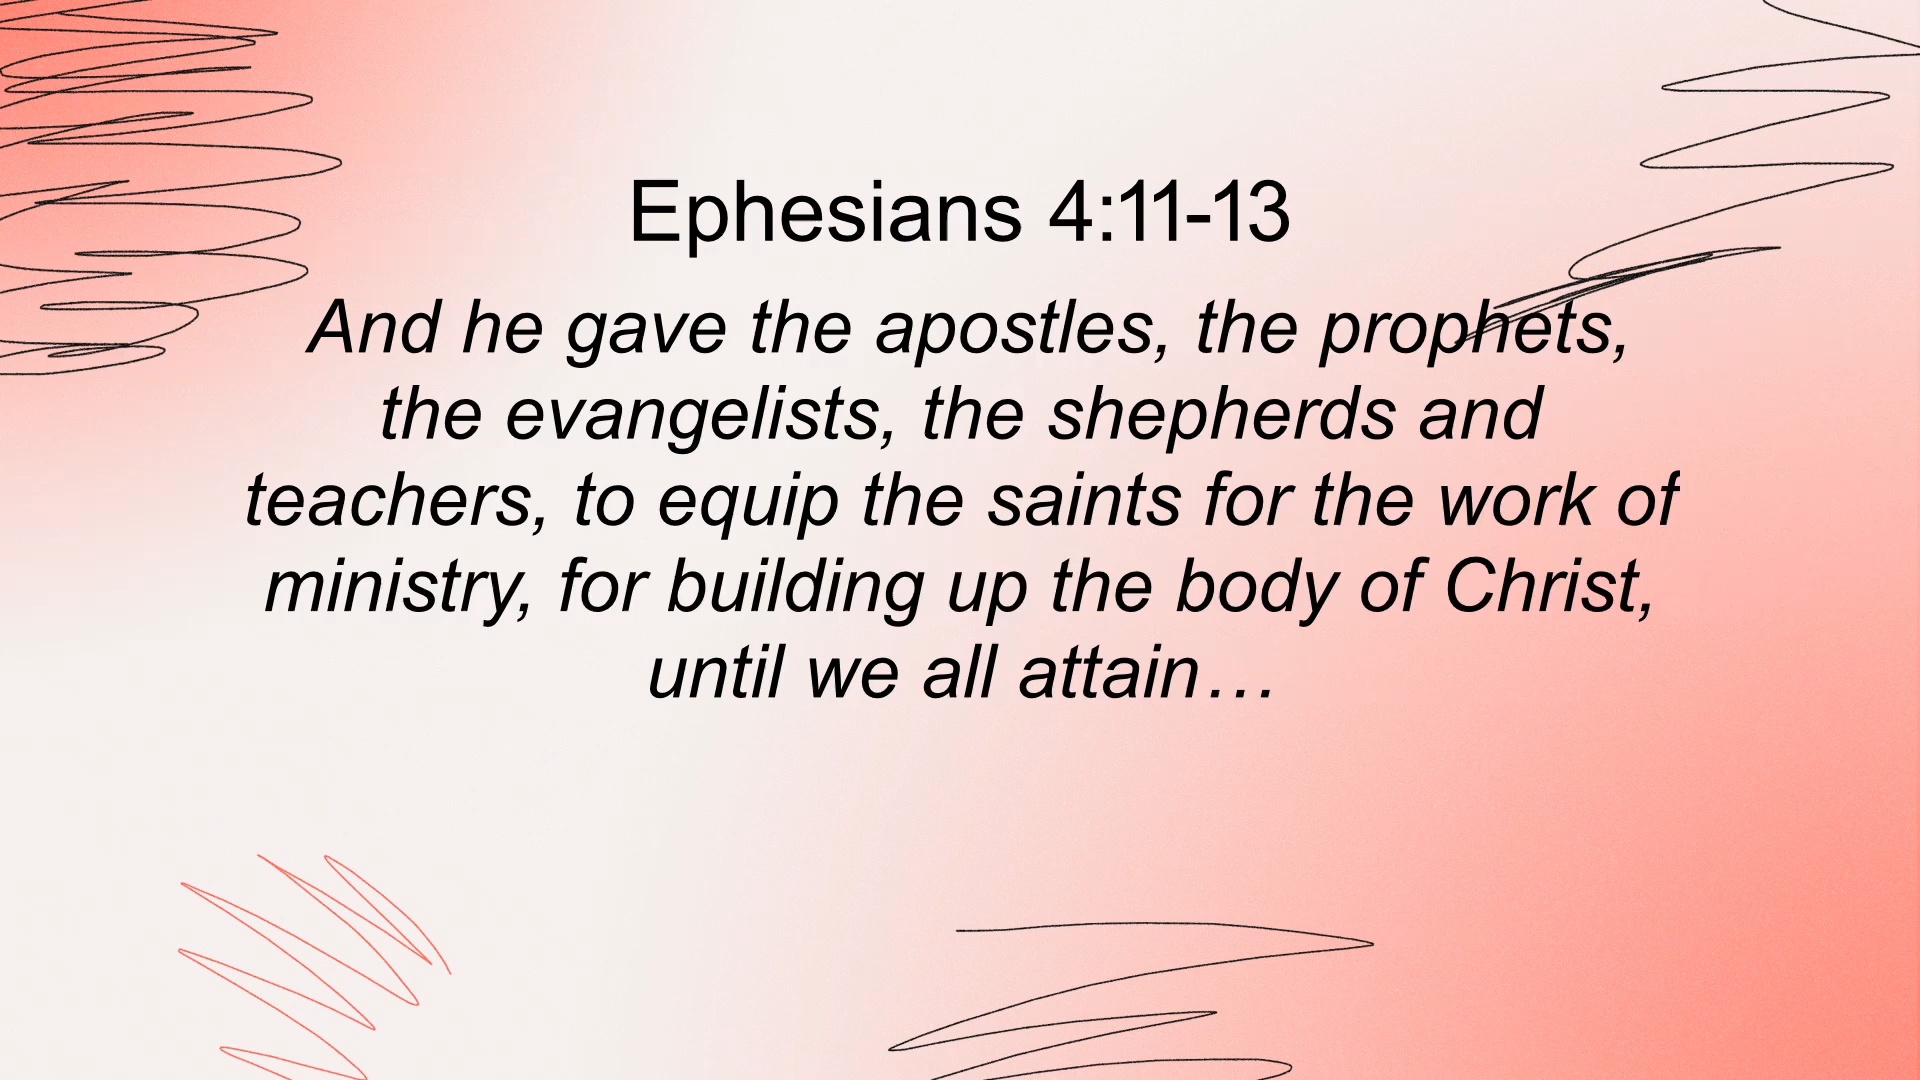 Ephesians 4:11-13
And he gave the apostles, the prophets,
the evangelists, the shepherds and
teachers, to equip the saints for the work of
ministry, for building up the body of Christ,
until we all attain…